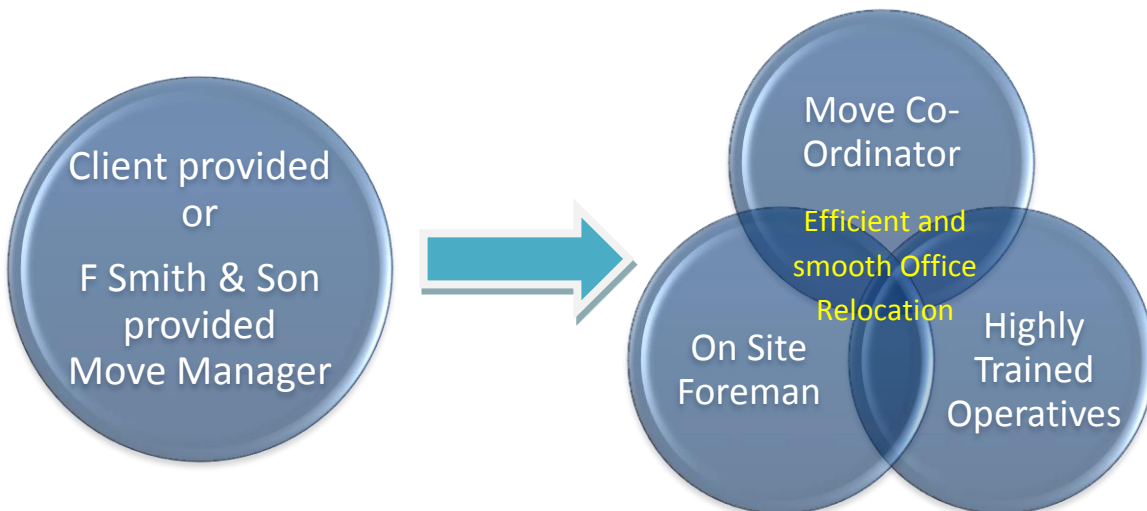 Client provided
or
F Smith & Son
provided
Move Manager
Move Co-
Ordinator
Efficient and
smooth Office
Relocation
On Site
Foreman
Highly
Trained
Operatives